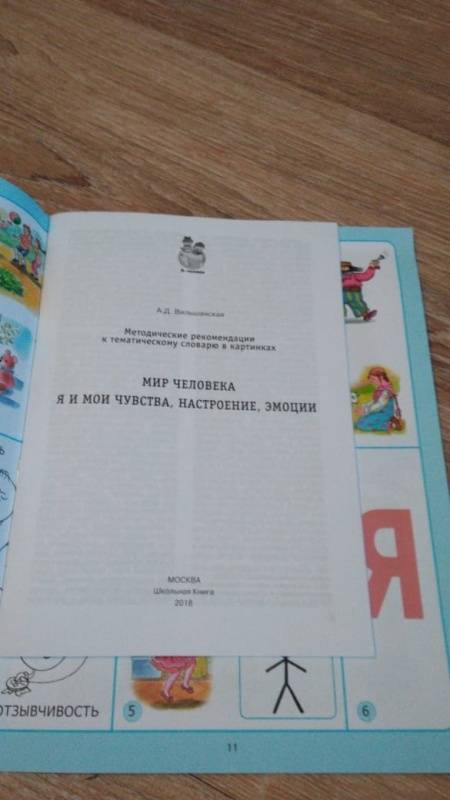 А.Д. Вильшанская
Методические рекомендации
к тематическому словарю в картинках
МИР ЧЕЛОВЕКА
Я И МОИ ЧУВСТВА, НАСТРОЕНИЕ, ЭМОЦИИ
МОСКВА
Школьная Книга
2018
Я
ОТЗЫВЧИВОСТЬ
5
6
11